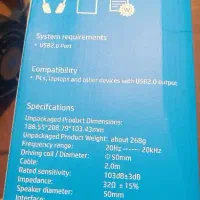 System requirements
• USB2.0 Port
Compatibility
• PCs, laptops and other devices with USB2.0 output
Specifcations
Unpackaged Product Dimensions:
188.55*208.79*103.43mm
Unpackaged Product Weight: about 268g
Frequency range: 20Hz ------20kHz
Driving coil / Diameter: Φ50mm
Cable: 2.0m
Rated sensitivity: 103dB±3dB
Impedance: 32Ω ± 15%
Speaker diameter: 50mm
Interface: